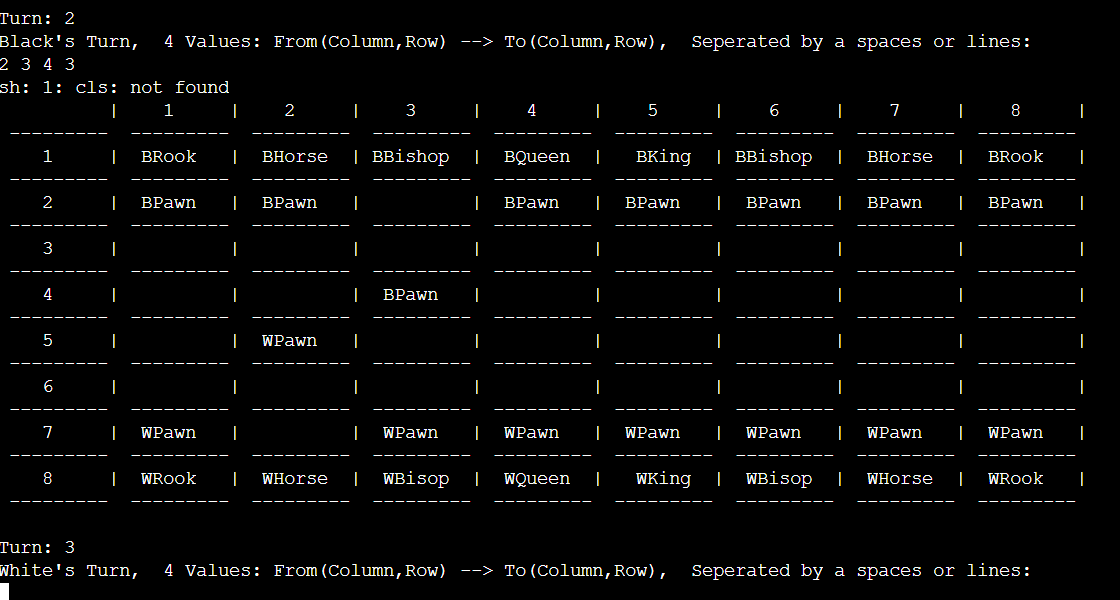 Turn: 2
Black's Turn,  4 Values: From(Column,Row) --> To(Column,Row),  Seperated by a spaces or lines:
2 3 4 3
sh: 1: cls: not found
          |    1     |    2     |    3     |    4     |    5     |    6     |    7     |    8     |
 ---------  ---------  ---------  ---------  ---------  ---------  ---------  ---------  ---------
    1     |  BRook   |  BHorse  | BBishop  |  BQueen  |   BKing  | BBishop  |  BHorse  |  BRook   |
 ---------  ---------  ---------  ---------  ---------  ---------  ---------  ---------  ---------
    2     |  BPawn   |  BPawn   |          |  BPawn   |  BPawn   |  BPawn   |  BPawn   |  BPawn   |
 ---------  ---------  ---------  ---------  ---------  ---------  ---------  ---------  ---------
    3     |          |          |          |          |          |          |          |          |
 ---------  ---------  ---------  ---------  ---------  ---------  ---------  ---------  ---------
    4     |          |          |  BPawn   |          |          |          |          |          |
 ---------  ---------  ---------  ---------  ---------  ---------  ---------  ---------  ---------
    5     |          |  WPawn   |          |          |          |          |          |          |
 ---------  ---------  ---------  ---------  ---------  ---------  ---------  ---------  ---------
    6     |          |          |          |          |          |          |          |          |
 ---------  ---------  ---------  ---------  ---------  ---------  ---------  ---------  ---------
    7     |  WPawn   |          |  WPawn   |  WPawn   |  WPawn   |  WPawn   |  WPawn   |  WPawn   |
 ---------  ---------  ---------  ---------  ---------  ---------  ---------  ---------  ---------
    8     |  WRook   |  WHorse  |  WBisop  |  WQueen  |   WKing  |  WBisop  |  WHorse  |  WRook   |
 ---------  ---------  ---------  ---------  ---------  ---------  ---------  ---------  ---------
Turn: 3
White's Turn,  4 Values: From(Column,Row) --> To(Column,Row),  Seperated by a spaces or lines: